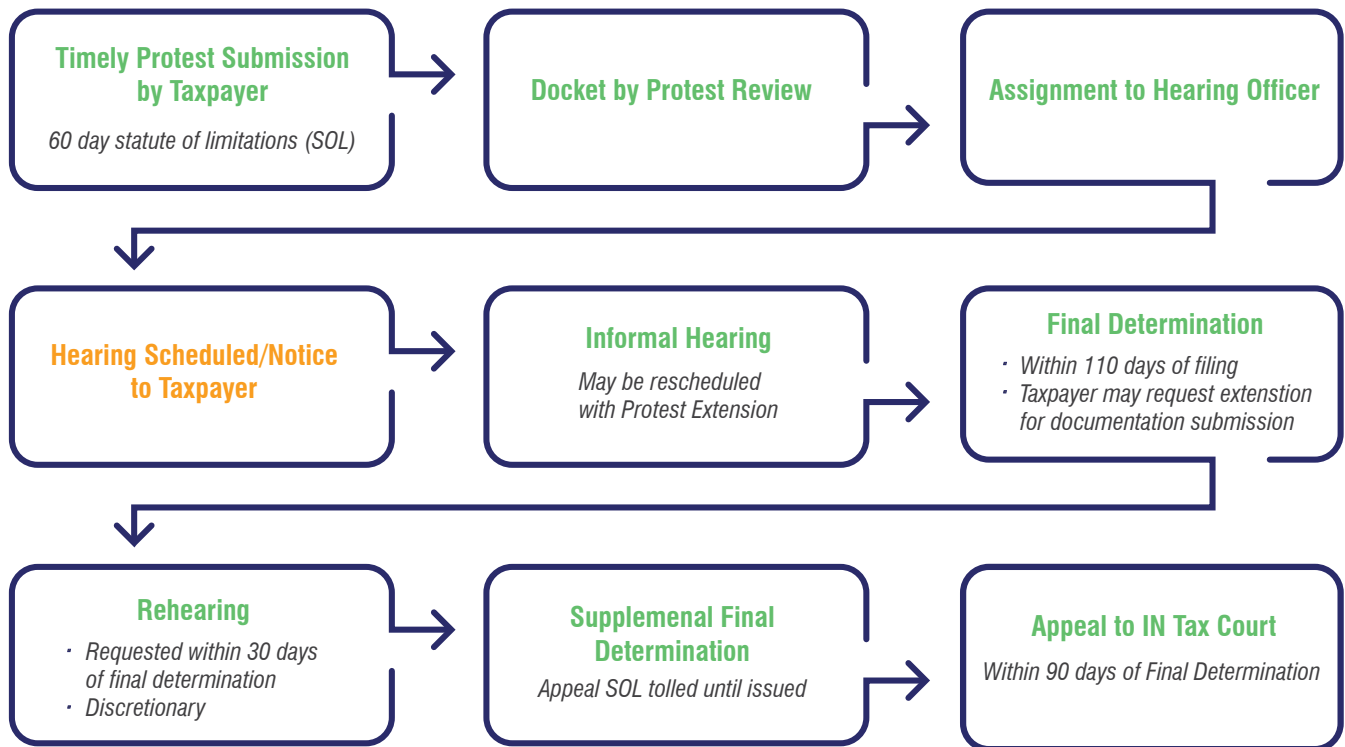 Timely Protest Submission
by Taxpayer
60 day statute of limitations (SOL)
Docket by Protest Review
Assignment to Hearing Officer
Hearing Scheduled/Notice
to Taxpayer
Informal Hearing
May be rescheduled
with Protest Extension
Final Determination
· Within 110 days of filing
· Taxpayer may request extenstion
for documentation submission
Rehearing
· Requested within 30 days
of final determination
· Discretionary
Supplemenal Final
Determination
Appeal SOL tolled until issued
Appeal to IN Tax Court
Within 90 days of Final Determination